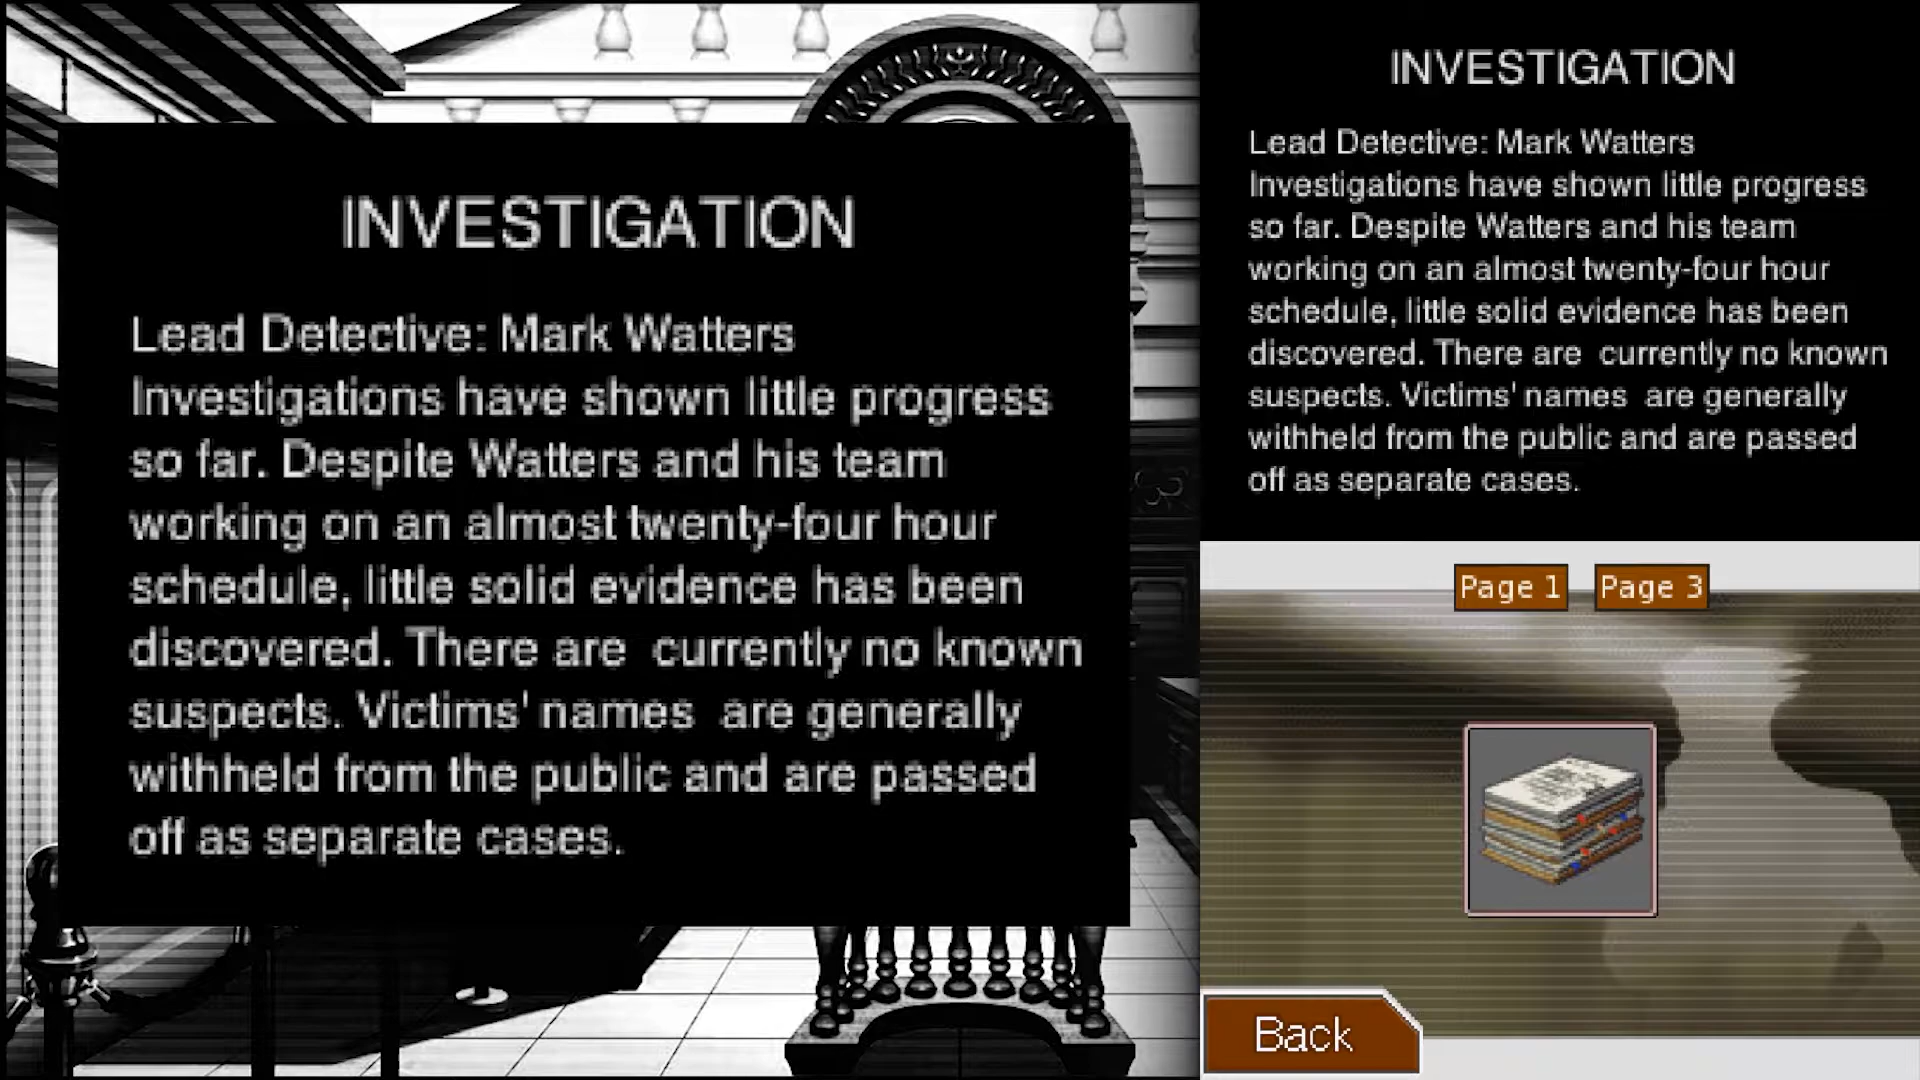 INVESTIGATION
Lead Detective: Mark Watters
Investigations have shown little progress
so far. Despite Watters and his team
working on an almost twenty-four hour
schedule, little solid evidence has been
discovered. There are  currently no known
suspects. Victims' names  are generally
withheld from the public and are passed
off as separate cases.
INVESTIGATION
Lead Detective: Mark Watters
Investigations have shown little progress
so far. Despite Watters and his team
working on an almost twenty-four hour
schedule, little solid evidence has been
discovered. There are  currently no known
suspects. Victims' names  are generally
withheld from the public and are passed
off as separate cases.
Page 1 Page 3
Back